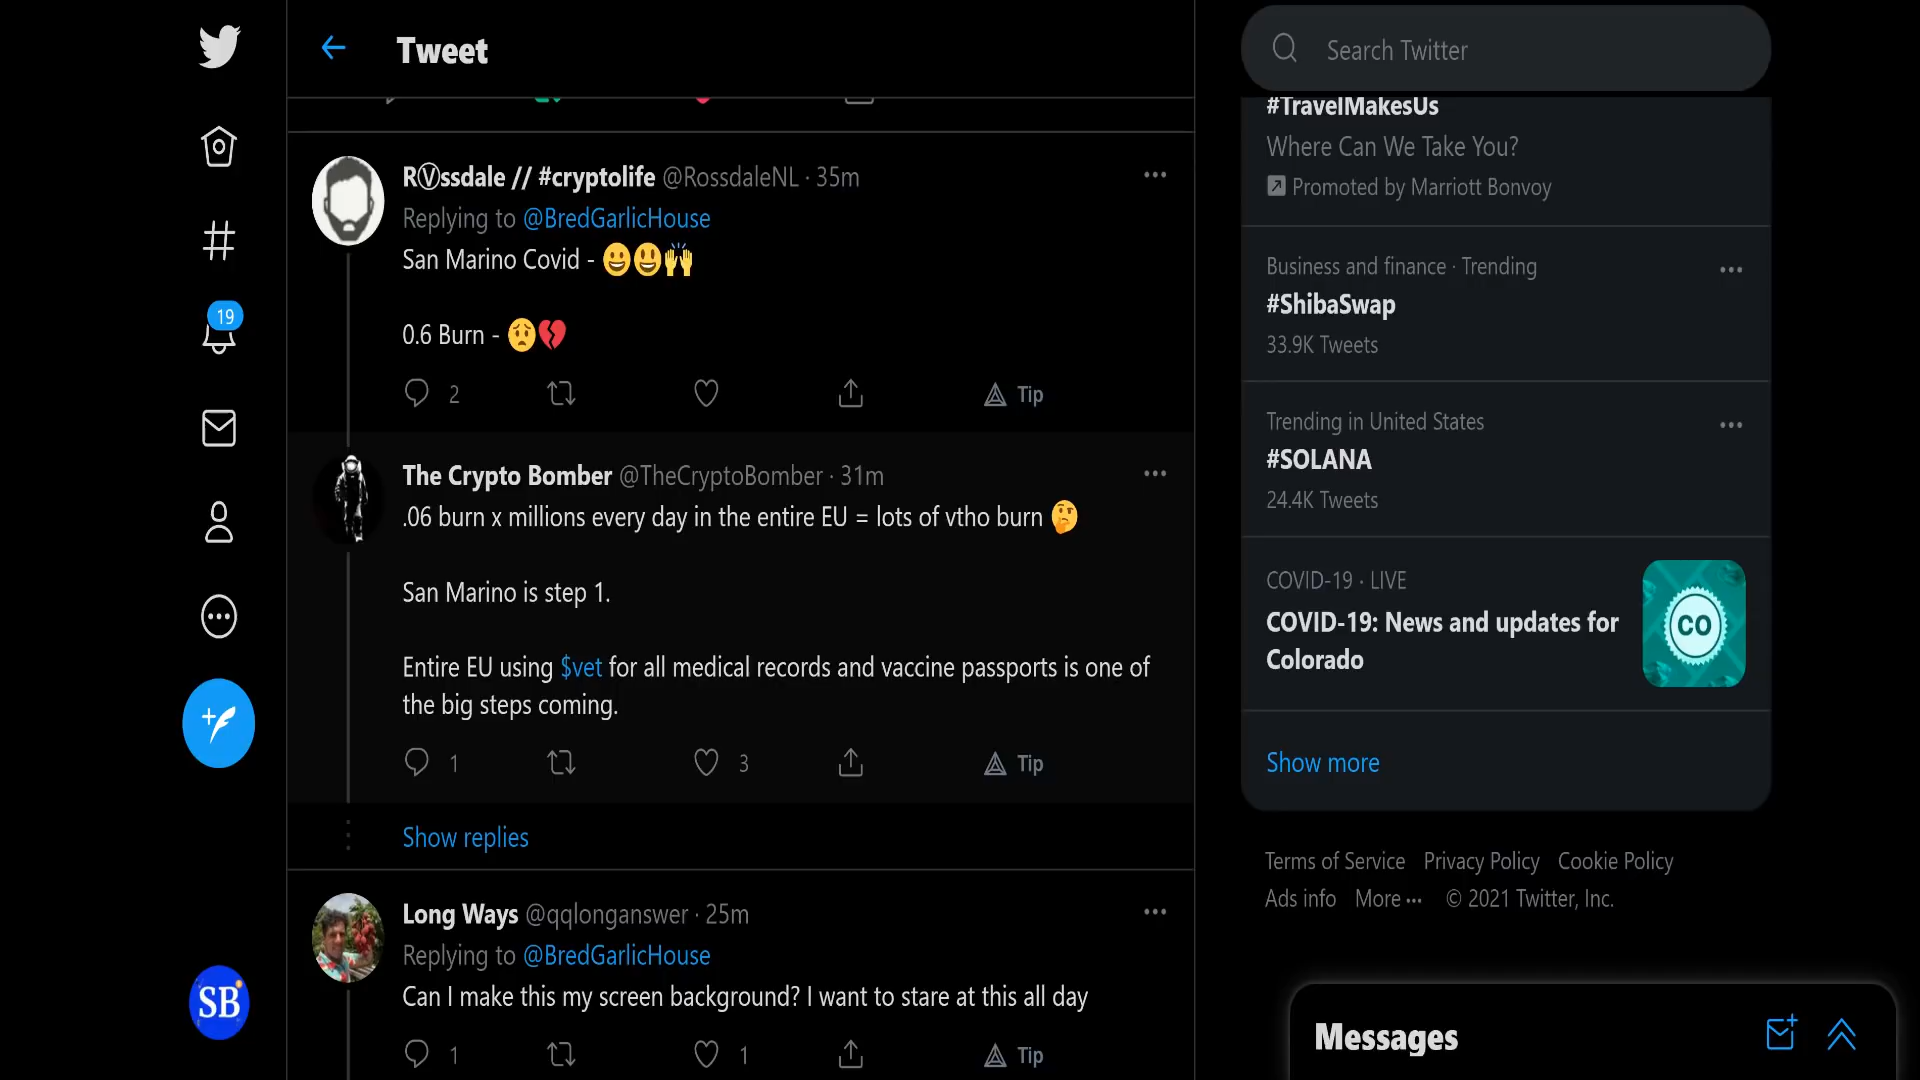 Tweet
Search Twitter
#TravelMakesUs
Where Can We Take You?
Promoted by Marriott Bonvoy
RⓋssdale // #cryptolife @RossdaleNL · 35m
Replying to @BredGarlicHouse
San Marino Covid - 😀😃🙌
0.6 Burn - 😟💔
2
Tip
Business and finance · Trending
#ShibaSwap
33.9K Tweets
Trending in United States
#SOLANA
24.4K Tweets
19
The Crypto Bomber @TheCryptoBomber · 31m
.06 burn x millions every day in the entire EU = lots of vtho burn 🤔
San Marino is step 1.
Entire EU using $vet for all medical records and vaccine passports is one of
the big steps coming.
1
3
Tip
Show replies
COVID-19 · LIVE
COVID-19: News and updates for
Colorado
CO
Show more
Terms of Service Privacy Policy Cookie Policy
Ads info More ··· © 2021 Twitter, Inc.
Long Ways @qqlonganswer · 25m
Replying to @BredGarlicHouse
Can I make this my screen background? I want to stare at this all day
1
1
Tip
SB
Messages